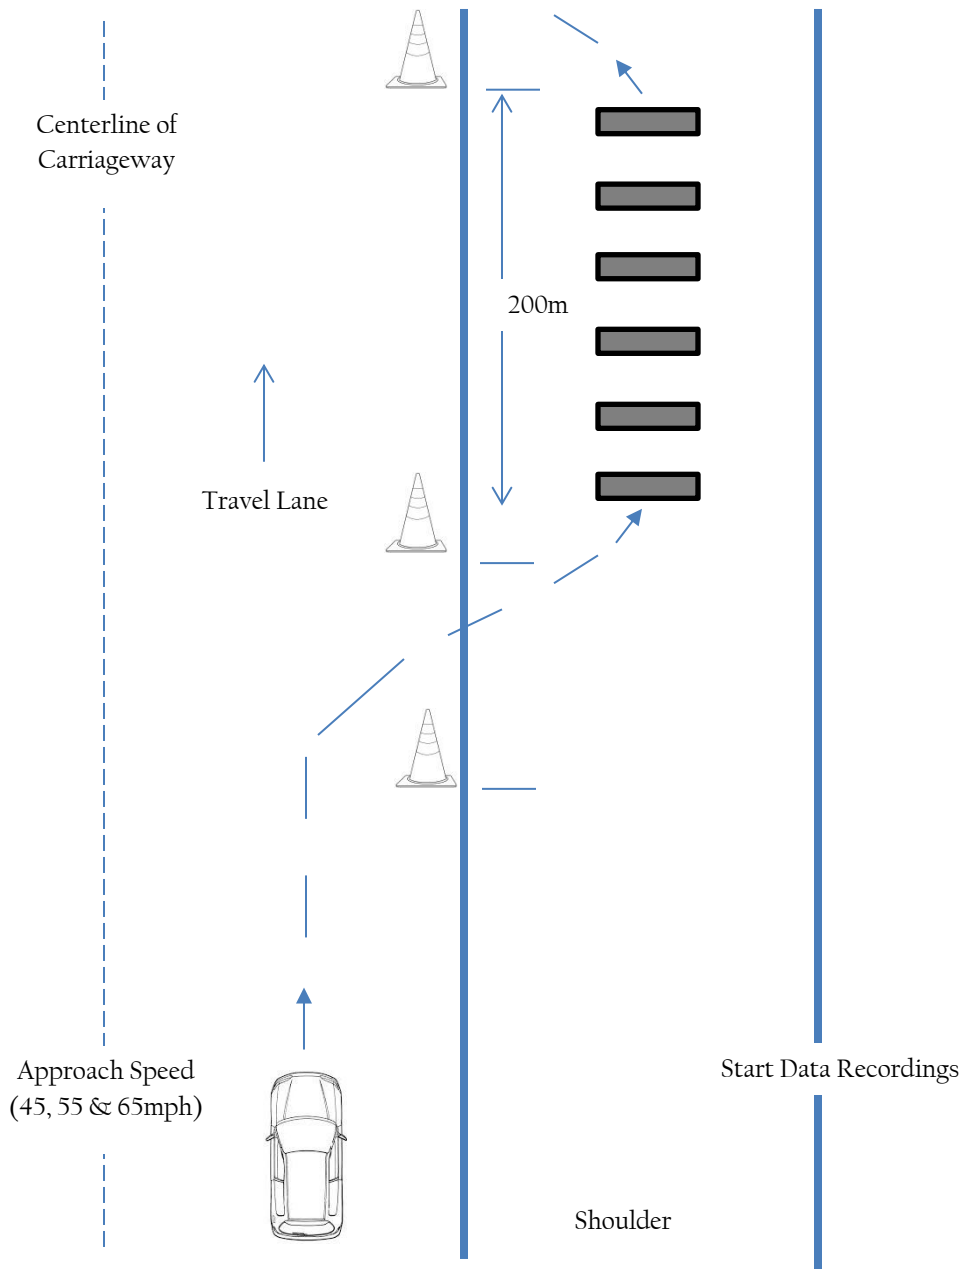 Centerline of
Carriageway
200m
Travel Lane
Approach Speed
(45, 55 & 65mph)
Start Data Recordings
Shoulder